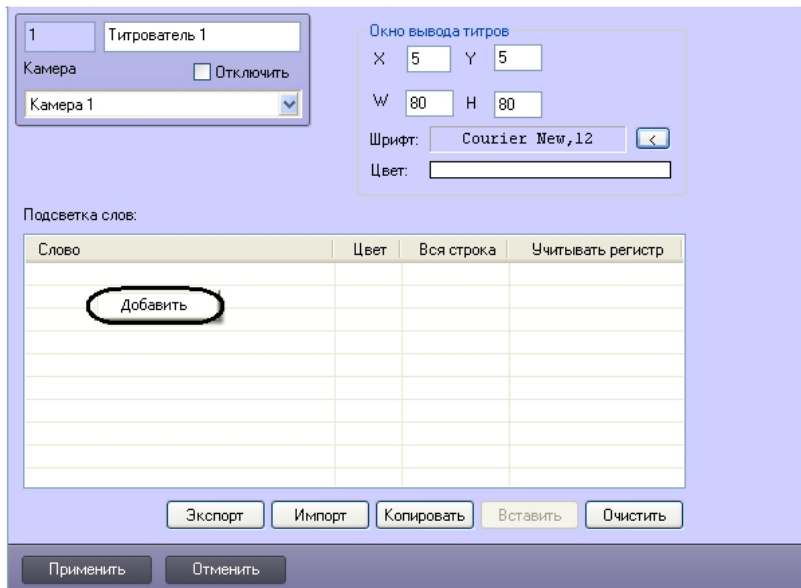 1 Титрователь 1
Камера Отключить
Камера 1
Окно вывода титров
X 5 Y 5
W 80 H 80
Шрифт: Courier New,12 <
Цвет:
Подсветка слов:
Слово Цвет Вся строка Учитывать регистр
Добавить
Экспорт Импорт Копировать Вставить Очистить
Применить Отменить